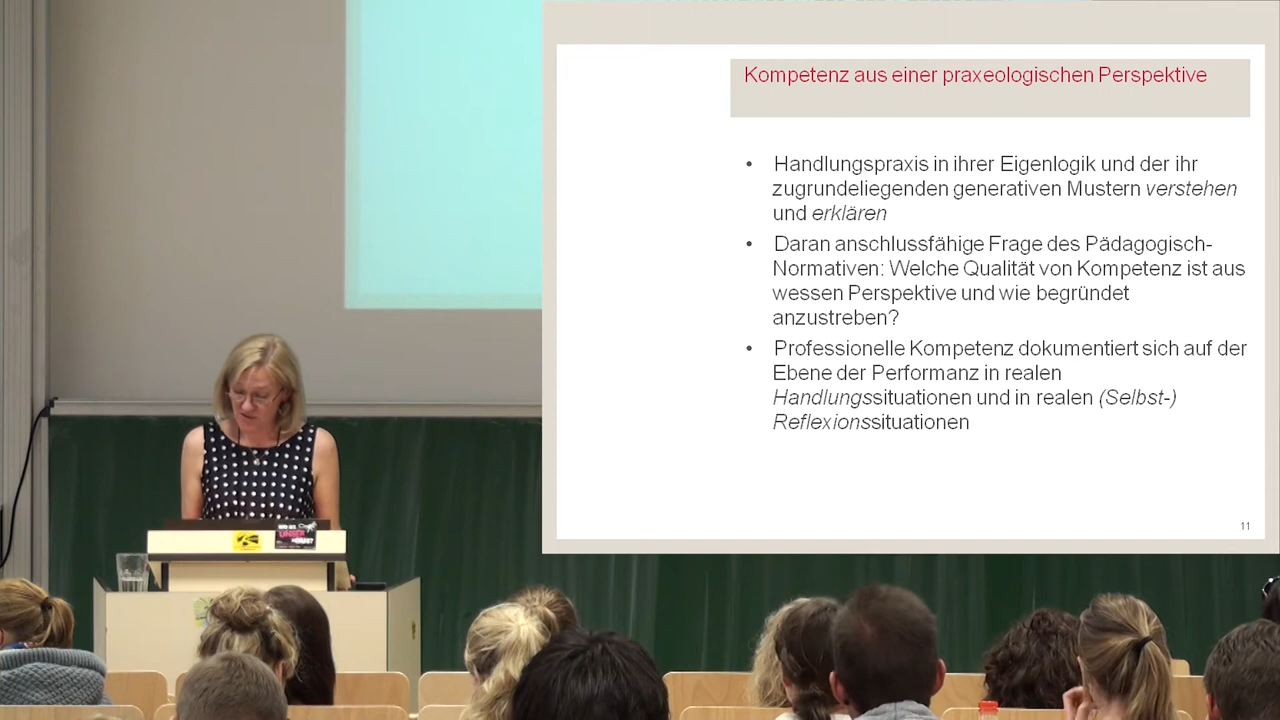 Kompetenz aus einer praxeologischen Perspektive
• Handlungspraxis in ihrer Eigenlogik und der ihr
zugrundeliegenden generativen Mustern verstehen
und erklären
• Daran anschlussfähige Frage des Pädagogisch-
Normativen: Welche Qualität von Kompetenz ist aus
wessen Perspektive und wie begründet
anzustreben?
• Professionelle Kompetenz dokumentiert sich auf der
Ebene der Performanz in realen
Handlungssituationen und in realen (Selbst-)
Reflexionssituationen
11